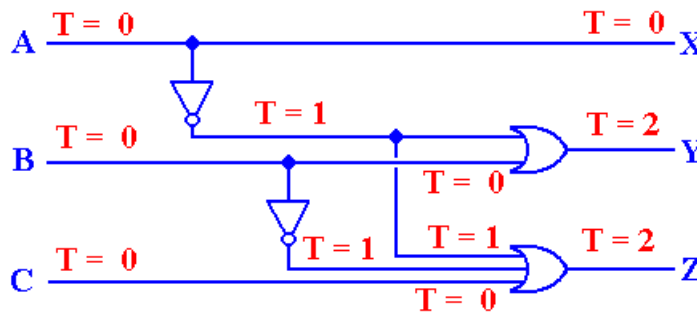 T = 0 T = 0
A X
T = 1 T = 2
T = 0 Y
B T = 0
T = 1 T = 1 T = 2
T = 0 Z
C T = 0